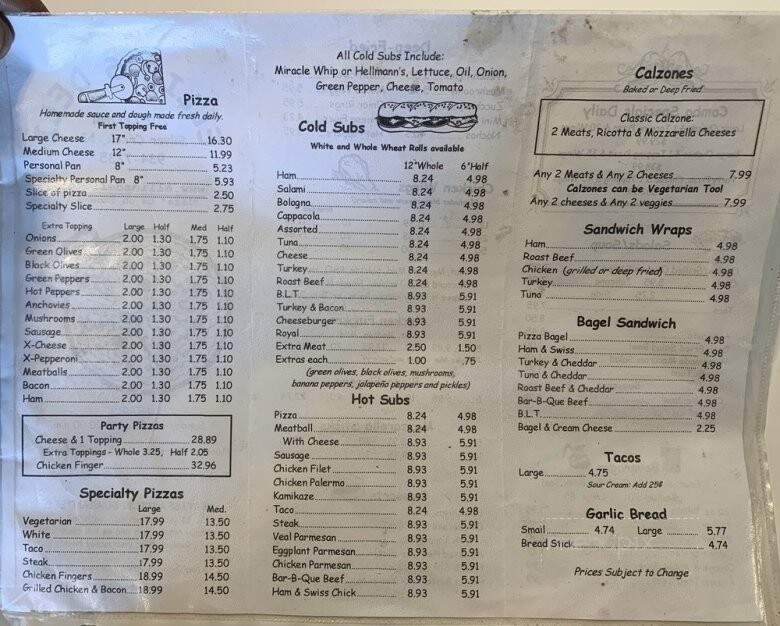 Pizza
Homemade sauce and dough made fresh daily.
First Topping Free
Large Cheese 17" 16.30
Medium Cheese 12" 11.99
Personal Pan 8" 5.23
Specialty Personal Pan 8" 5.93
Slice of pizza 2.50
Specialty Slice 2.75
Extra Topping Large Half Med Half
Onions 2.00 1.30 1.75 1.10
Green Olives 2.00 1.30 1.75 1.10
Black Olives 2.00 1.30 1.75 1.10
Green Peppers 2.00 1.30 1.75 1.10
Hot Peppers 2.00 1.30 1.75 1.10
Anchovies 2.00 1.30 1.75 1.10
Mushrooms 2.00 1.30 1.75 1.10
Sausage 2.00 1.30 1.75 1.10
X-Cheese 2.00 1.30 1.75 1.10
X-Pepperoni 2.00 1.30 1.75 1.10
Meatballs 2.00 1.30 1.75 1.10
Bacon 2.00 1.30 1.75 1.10
Ham 2.00 1.30 1.75 1.10
Party Pizzas
Cheese & 1 Topping 28.89
Extra Toppings - Whole 3.25, Half 2.05
Chicken Finger 32.96
Specialty Pizzas
Large Med.
Vegetarian 17.99 13.50
White 17.99 13.50
Taco 17.99 13.50
Steak 17.99 13.50
Chicken Fingers 18.99 14.50
Grilled Chicken & Bacon 18.99 14.50
All Cold Subs Include:
Miracle Whip or Hellmann's, Lettuce, Oil, Onion,
Green Pepper, Cheese, Tomato
Cold Subs
White and Whole Wheat Rolls available
12"Whole 6"Half
Ham 8.24 4.98
Salami 8.24 4.98
Bologna 8.24 4.98
Cappacola 8.24 4.98
Assorted 8.24 4.98
Tuna 8.24 4.98
Cheese 8.24 4.98
Turkey 8.24 4.98
Roast Beef 8.24 4.98
B.L.T. 8.93 5.91
Turkey & Bacon 8.93 5.91
Cheeseburger 8.93 5.91
Royal 8.93 5.91
Extra Meat 2.50 1.50
Extras each 1.00 .75
(green olives, black olives, mushrooms,
banana peppers, jalapeño peppers and pickles)
Hot Subs
Pizza 8.24 4.98
Meatball 8.24 4.98
With Cheese 8.93 5.91
Sausage 8.93 5.91
Chicken Filet 8.93 5.91
Chicken Palermo 8.93 5.91
Kamikaze 8.93 5.91
Taco 8.24 4.98
Steak 8.93 5.91
Veal Parmesan 8.93 5.91
Eggplant Parmesan 8.93 5.91
Chicken Parmesan 8.93 5.91
Bar-B-Que Beef 8.93 5.91
Ham & Swiss Chick 8.93 5.91
Calzones
Baked or Deep Fried
Classic Calzone:
2 Meats, Ricotta & Mozzarella Cheeses
Any 2 Meats & Any 2 Cheeses 7.99
Calzones can be Vegetarian Too!
Any 2 cheeses & Any 2 veggies 7.99
Sandwich Wraps
Ham 4.98
Roast Beef 4.98
Chicken (grilled or deep fried) 4.98
Turkey 4.98
Tuna 4.98
Bagel Sandwich
Pizza Bagel 4.98
Ham & Swiss 4.98
Turkey & Cheddar 4.98
Tuna & Cheddar 4.98
Roast Beef & Cheddar 4.98
Bar-B-Que Beef 4.98
B.L.T. 4.98
Bagel & Cream Cheese 2.25
Tacos
Large 4.75
Sour Cream: Add 25¢
Garlic Bread
Small 4.74 Large 5.77
Bread Stick 4.74
Prices Subject to Change